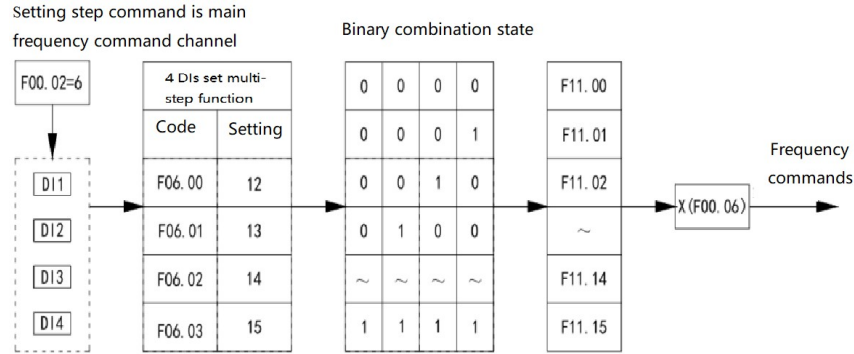 Setting step command is main
frequency command channel
Binary combination state
F00.02=6
4 DIs set multi-
step function
Code Setting
F06.00 12
F06.01 13
F06.02 14
F06.03 15
DI1
DI2
DI3
DI4
0 0 0 0
0 0 0 1
0 0 1 0
0 1 0 0
~ ~ ~ ~
1 1 1 1
F11.00
F11.01
F11.02
~
F11.14
F11.15
X(F00.06)
Frequency
commands